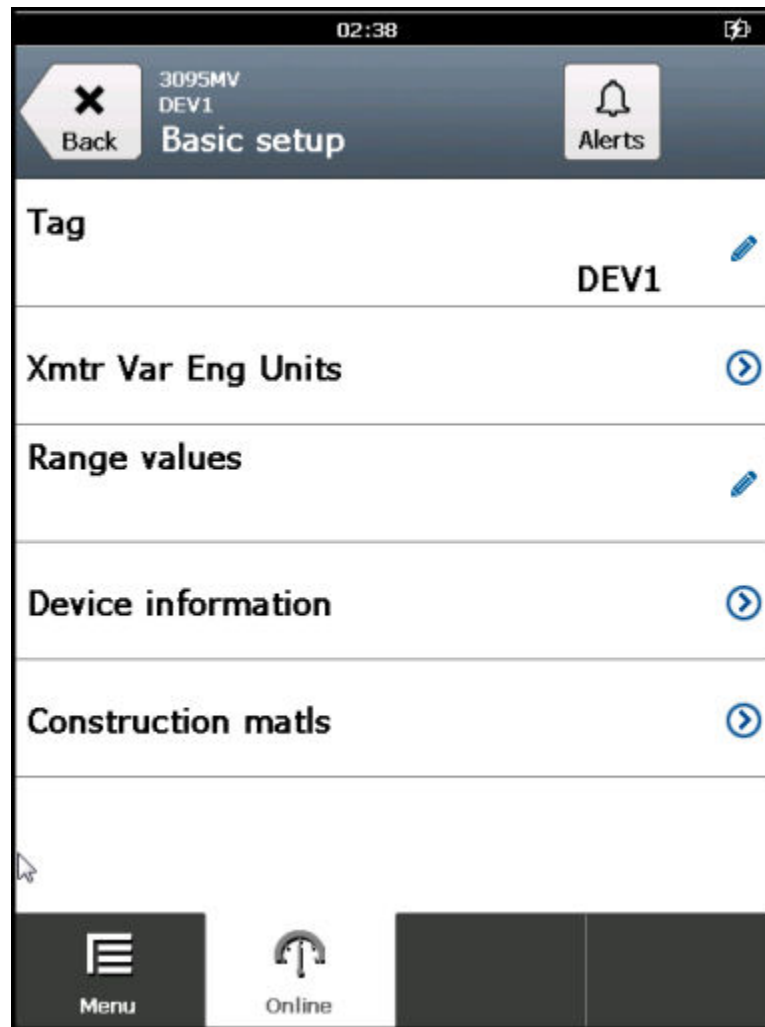 02:38
3095MV
DEV1
Back
Basic setup
Alerts
Tag
DEV1
Xmtr Var Eng Units
Range values
Device information
Construction matls
Menu
Online